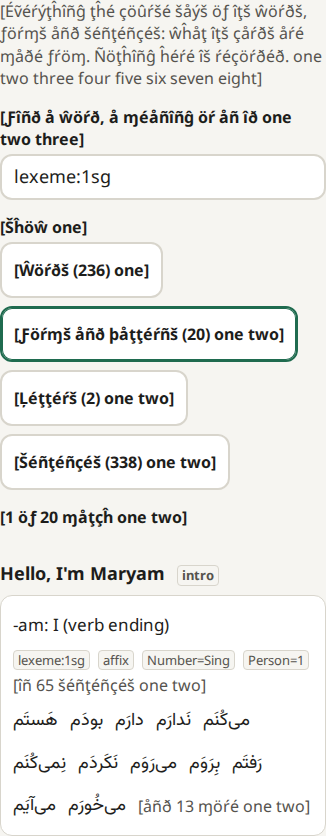 [Éṽéŕýţĥîñĝ ţĥé çöûŕšé šåýš öƒ îţš ŵöŕðš,
ƒöŕɱš åñð šéñţéñçéš: ŵĥåţ îţš çåŕðš åŕé
ɱåðé ƒŕöɱ. Ñöţĥîñĝ ĥéŕé îš ŕéçöŕðéð. one
two three four five six seven eight]
[Ƒîñð å ŵöŕð, å ɱéåñîñĝ öŕ åñ îð one
two three]
lexeme:1sg
[Šĥöŵ one]
[Ŵöŕðš (236) one]
[Ƒöŕɱš åñð þåţţéŕñš (20) one two]
[Ļéţţéŕš (2) one two]
[Šéñţéñçéš (338) one two]
[1 öƒ 20 ɱåţçĥ one two]
Hello, I'm Maryam intro
-am: I (verb ending)
lexeme:1sg affix Number=Sing Person=1
[îñ 65 šéñţéñçéš one two]
هَستَم بودَم دارَم نَدارَم می‌کُنَم
نِمی‌کُنَم نَکَردَم می‌رَوَم بِرَوَم رَفتَم
می‌آیَم می‌خُورَم [åñð 13 ɱöŕé one two]